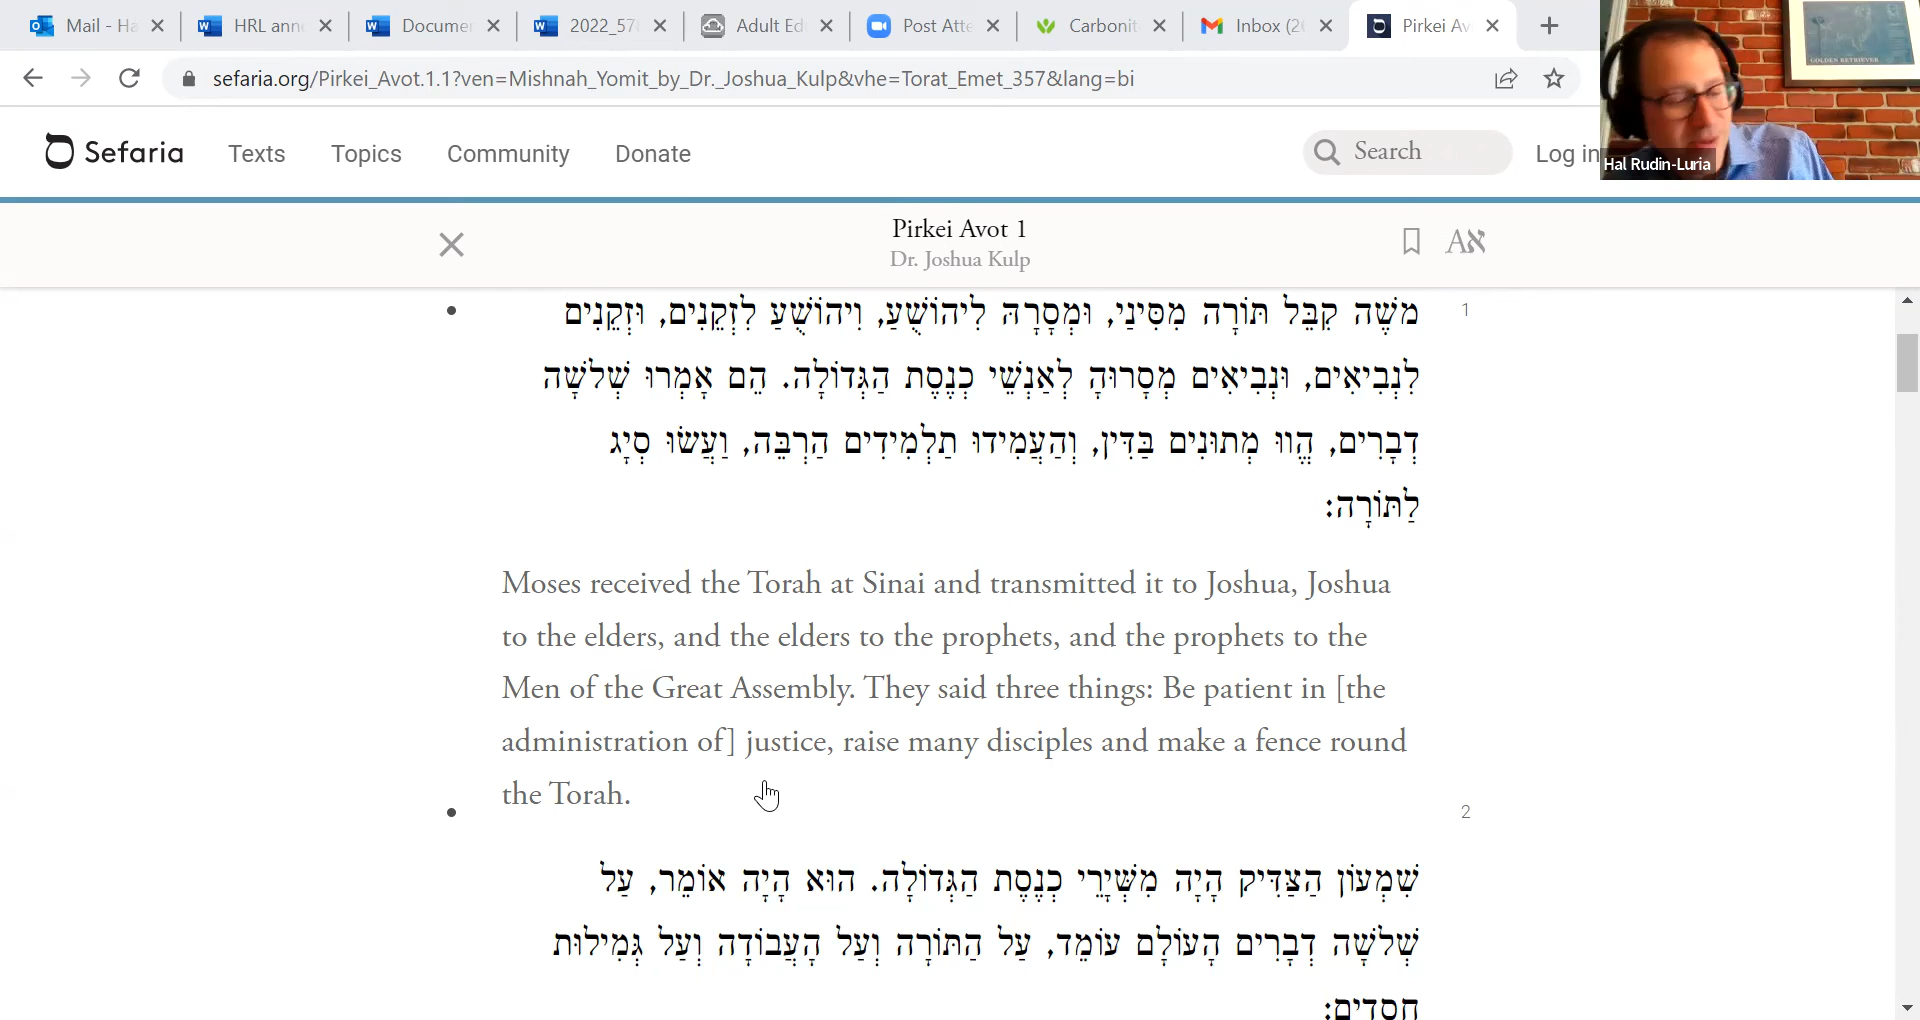 Mail - Ha
HRL ann
Documen
2022_57
Adult Ed
Post Atte
Carbonit
Inbox (2
Pirkei Av
sefaria.org/Pirkei_Avot.1.1?ven=Mishnah_Yomit_by_Dr._Joshua_Kulp&vhe=Torat_Emet_357&lang=bi
GOLDEN RETRIEVER
Sefaria Texts Topics Community Donate
Search Log in
Hal Rudin-Luria
Pirkei Avot 1
Dr. Joshua Kulp
Aא
1
משֶׁה קִבֵּל תּוֹרָה מִסִּינַי, וּמְסָרָהּ לִיהוֹשֻׁעַ, וִיהוֹשֻׁעַ לִזְקֵנִים, וּזְקֵנִים
לִנְבִיאִים, וּנְבִיאִים מְסָרוּהָ לְאַנְשֵׁי כְנֶסֶת הַגְּדוֹלָה. הֵם אָמְרוּ שְׁלשָׁה
דְבָרִים, הֱווּ מְתוּנִים בַּדִּין, וְהַעֲמִידוּ תַלְמִידִים הַרְבֵּה, וַעֲשׂוּ סְיָג
לַתּוֹרָה:
Moses received the Torah at Sinai and transmitted it to Joshua, Joshua
to the elders, and the elders to the prophets, and the prophets to the
Men of the Great Assembly. They said three things: Be patient in [the
administration of] justice, raise many disciples and make a fence round
the Torah.
2
שִׁמְעוֹן הַצַּדִּיק הָיָה מִשְּׁיָרֵי כְנֶסֶת הַגְּדוֹלָה. הוּא הָיָה אוֹמֵר, עַל
שְׁלשָׁה דְבָרִים הָעוֹלָם עוֹמֵד, עַל הַתּוֹרָה וְעַל הָעֲבוֹדָה וְעַל גְּמִילוּת
חסדים: